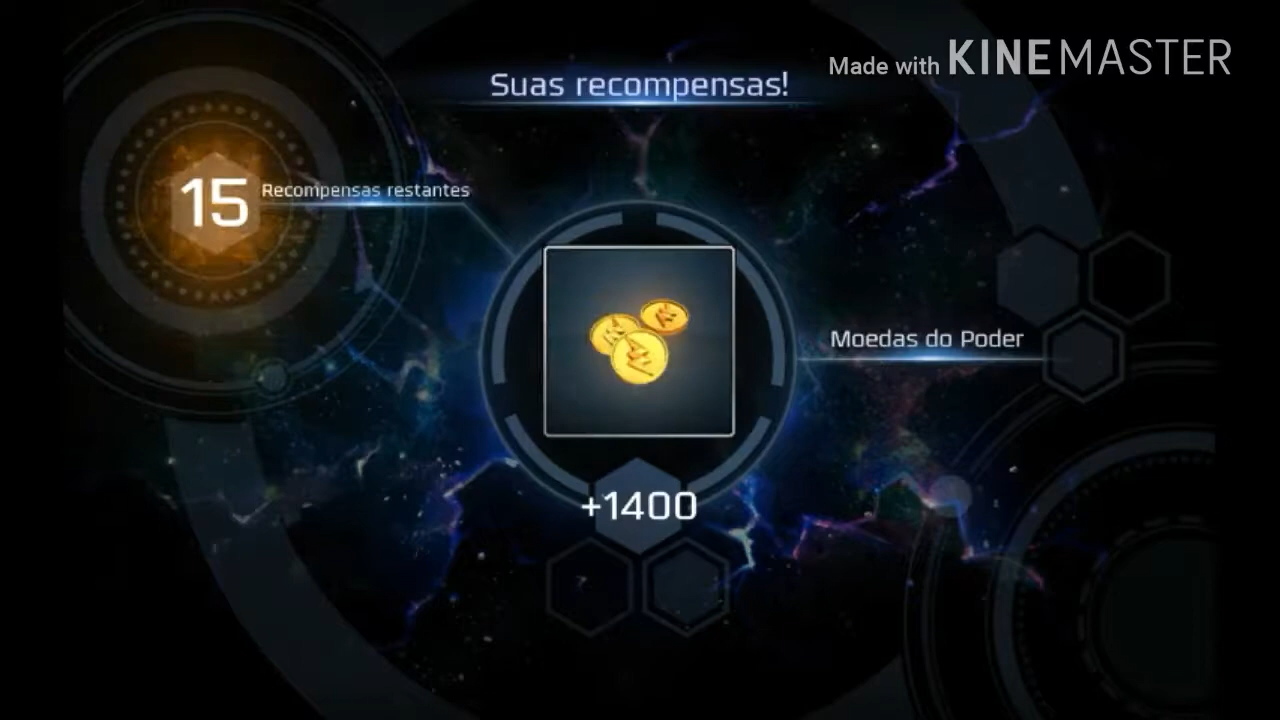 Made with KINEMASTER
Suas recompensas!
15
Recompensas restantes
Moedas do Poder
+1400